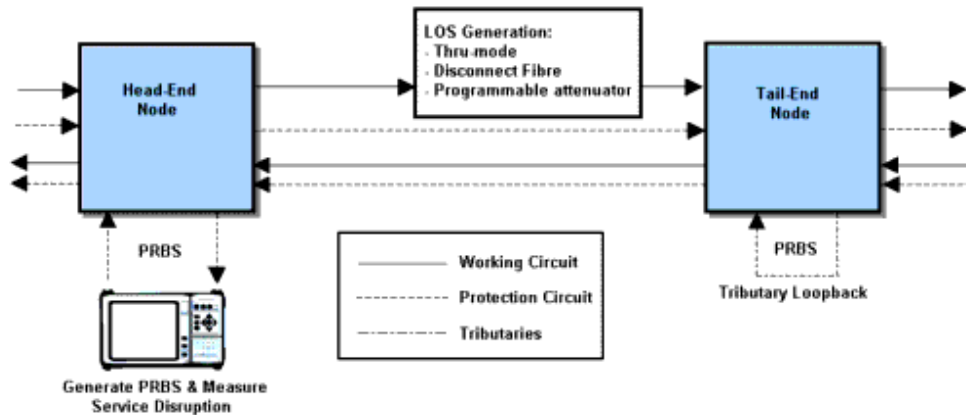 LOS Generation:
- Thru-mode
- Disconnect Fibre
- Programmable attenuator
Head-End
Node
Tail-End
Node
PRBS
PRBS
Tributary Loopback
Working Circuit
Protection Circuit
Tributaries
Generate PRBS & Measure
Service Disruption